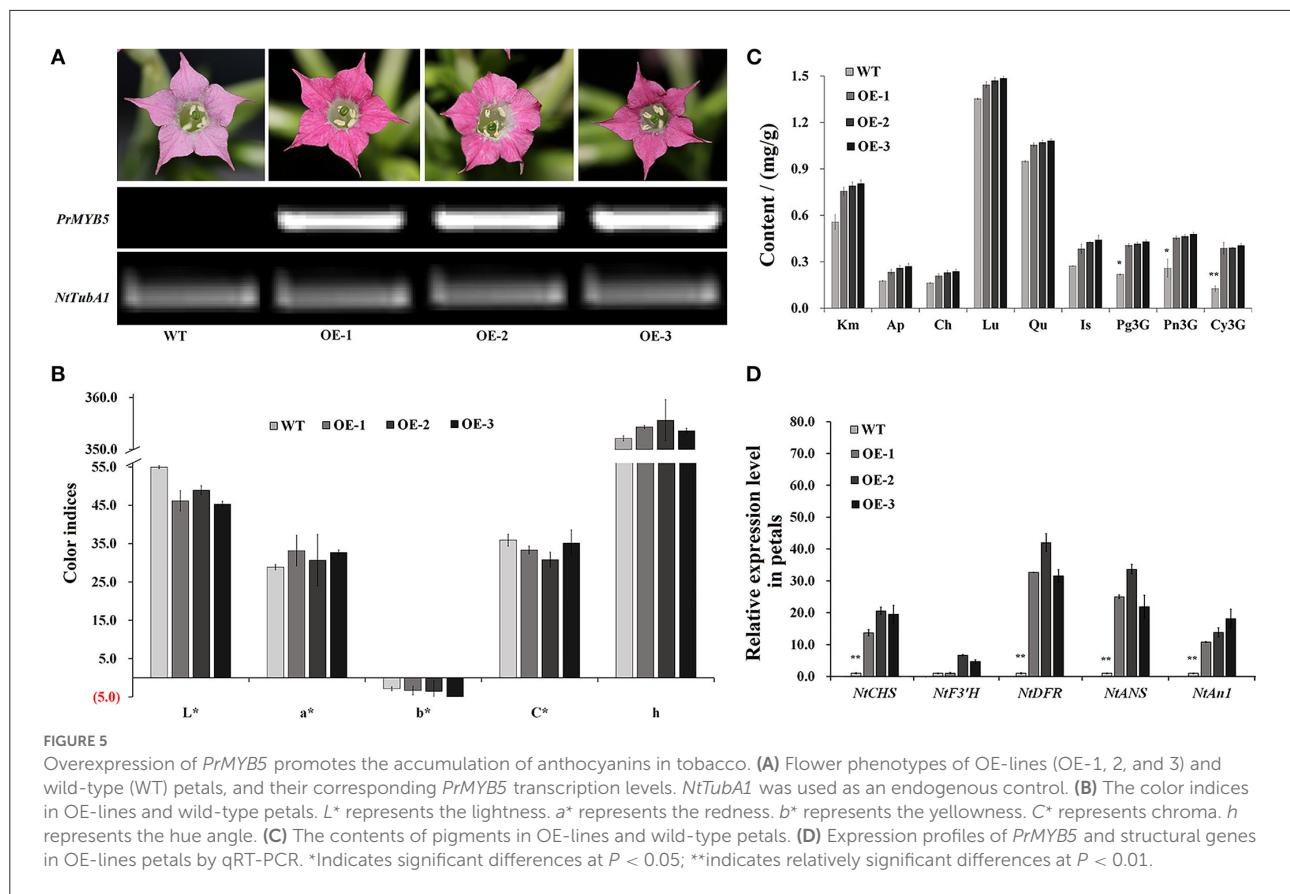 A
PrMYB5
NtTubA1
WT OE-1 OE-2 OE-3
B
360.0
350.0
55.0
45.0
35.0
25.0
15.0
5.0
(5.0)
Color indices
WT OE-1 OE-2 OE-3
L* a* b* C* h
C
WT
OE-1
OE-2
OE-3
1.5
1.2
0.9
0.6
0.3
0.0
Content / (mg/g)
* * **
Km Ap Ch Lu Qu Is Pg3G Pn3G Cy3G
D
80.0
70.0
60.0
50.0
40.0
30.0
20.0
10.0
0.0
Relative expression level
in petals
WT
OE-1
OE-2
OE-3
** ** ** **
NtCHS NtF3'H NtDFR NtANS NtAn1
FIGURE 5
Overexpression of PrMYB5 promotes the accumulation of anthocyanins in tobacco. (A) Flower phenotypes of OE-lines (OE-1, 2, and 3) and
wild-type (WT) petals, and their corresponding PrMYB5 transcription levels. NtTubA1 was used as an endogenous control. (B) The color indices
in OE-lines and wild-type petals. L* represents the lightness. a* represents the redness. b* represents the yellowness. C* represents chroma. h
represents the hue angle. (C) The contents of pigments in OE-lines and wild-type petals. (D) Expression profiles of PrMYB5 and structural genes
in OE-lines petals by qRT-PCR. *Indicates significant differences at P < 0.05; **indicates relatively significant differences at P < 0.01.